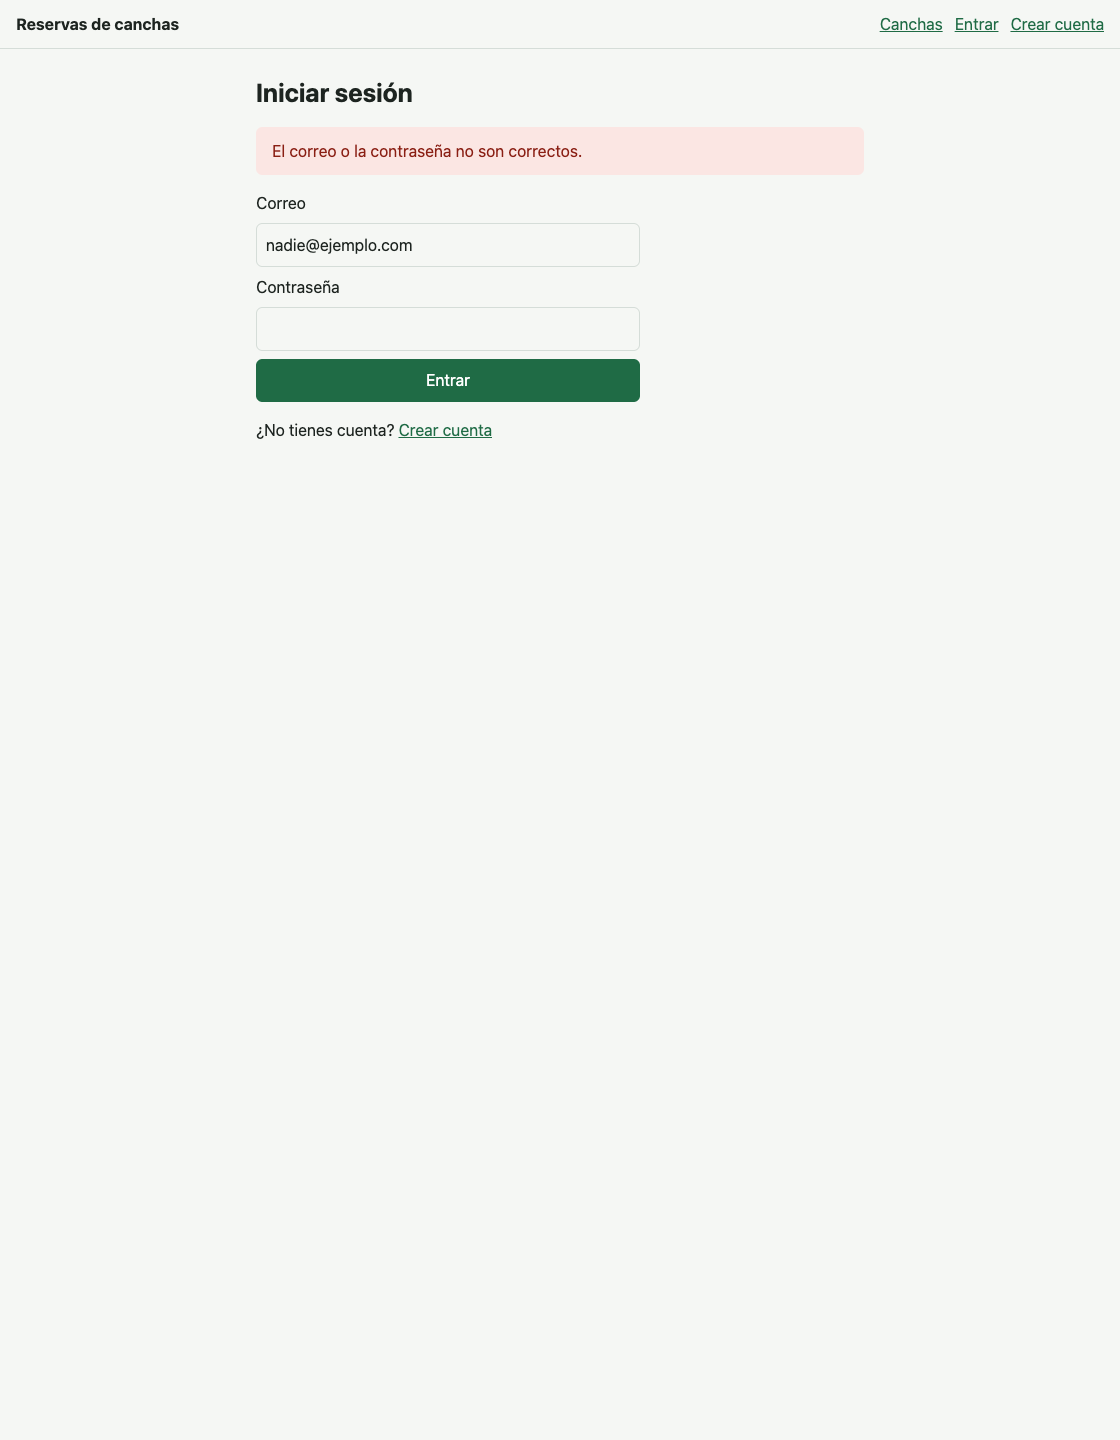 Reservas de canchas
Canchas Entrar Crear cuenta
Iniciar sesión
El correo o la contraseña no son correctos.
Correo
nadie@ejemplo.com
Contraseña
Entrar
¿No tienes cuenta? Crear cuenta